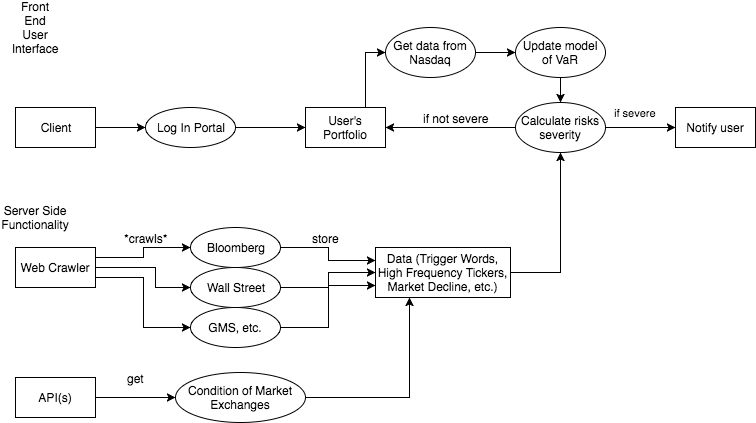 Front
End
User
Interface
Get data from
Nasdaq
Update model
of VaR
Client
Log In Portal
User's
Portfolio
if not severe
Calculate risks
severity
if severe
Notify user
Server Side
Functionality
*crawls*
store
Web Crawler
Bloomberg
Wall Street
GMS, etc.
Data (Trigger Words,
High Frequency Tickers,
Market Decline, etc.)
get
API(s)
Condition of Market
Exchanges